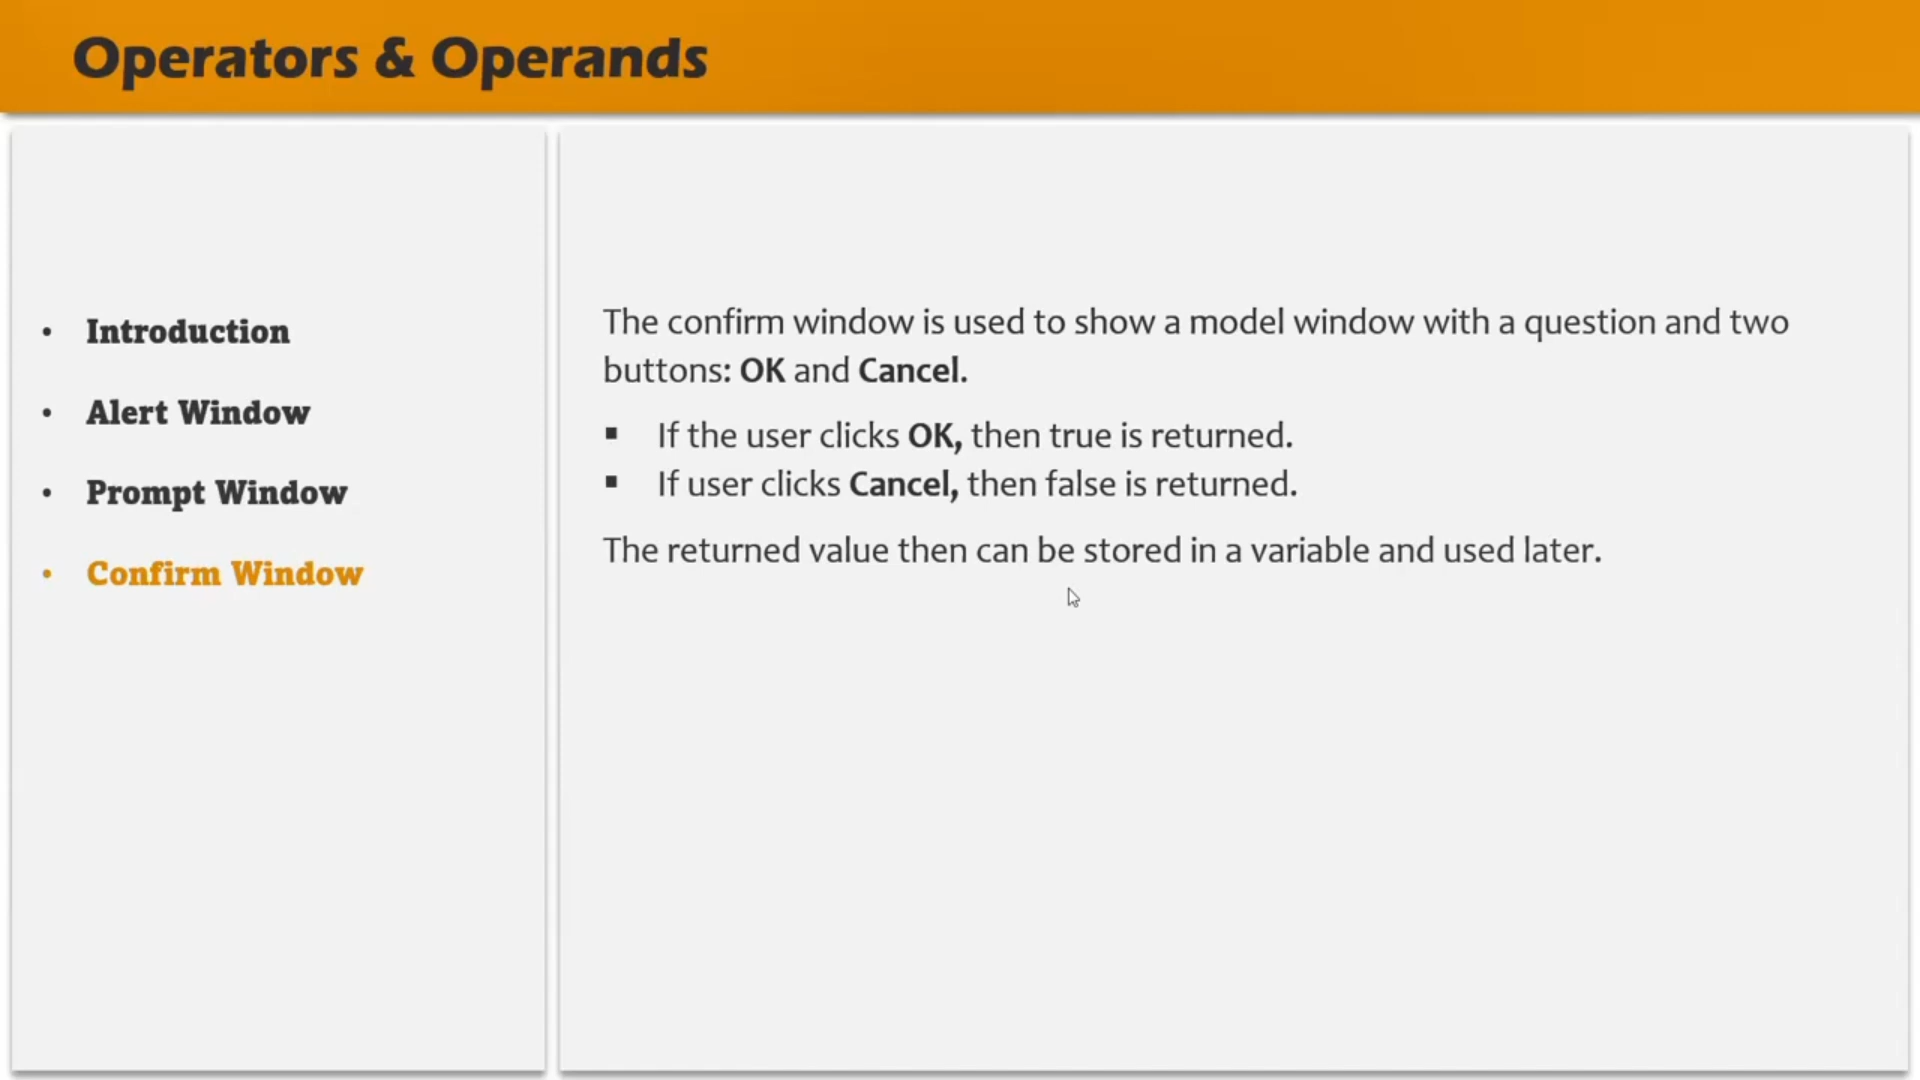 Operators & Operands
• Introduction
• Alert Window
• Prompt Window
• Confirm Window
The confirm window is used to show a model window with a question and two
buttons: OK and Cancel.
▪ If the user clicks OK, then true is returned.
▪ If user clicks Cancel, then false is returned.
The returned value then can be stored in a variable and used later.